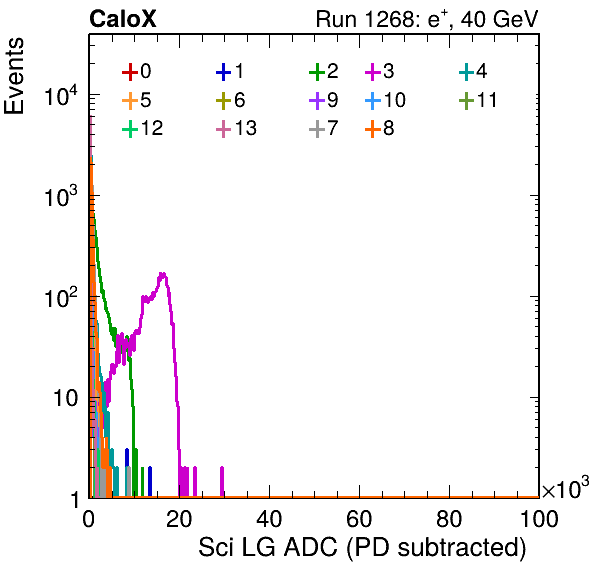 CaloX Run 1268: e⁺, 40 GeV
Events
0 1 2 3 4
5 6 9 10 11
12 13 7 8
10⁴
10³
10²
10
1
0 20 40 60 80 100
×10³
Sci LG ADC (PD subtracted)